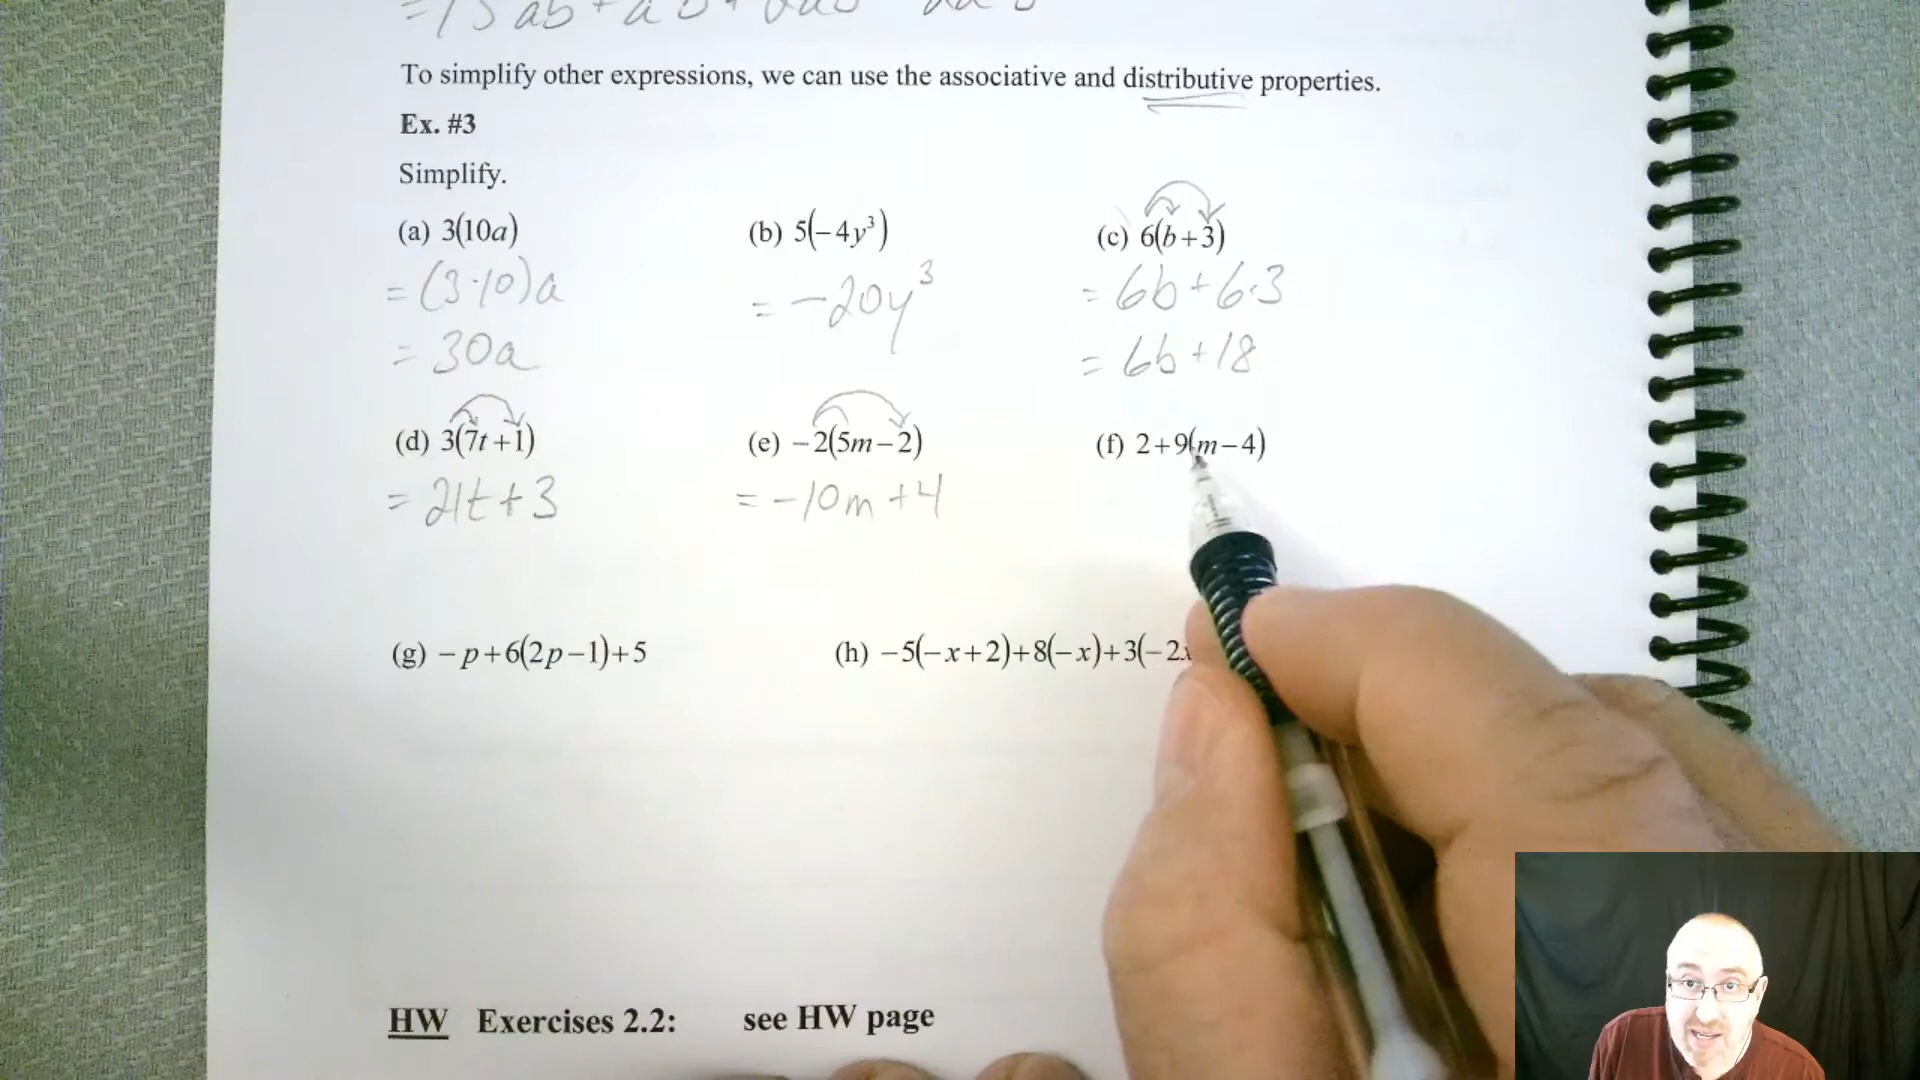 To simplify other expressions, we can use the associative and distributive properties.
Ex. #3
Simplify.
(a) 3(10a) (b) 5(−4y³) (c) 6(b+3)
= (3·10)a = −20y³ = 6b+6·3
= 30a = 6b+18
(d) 3(7t+1) (e) −2(5m−2) (f) 2+9(m−4)
= 21t+3 = −10m+4
(g) −p+6(2p−1)+5 (h) −5(−x+2)+8(−x)+3(−2x
HW Exercises 2.2: see HW page